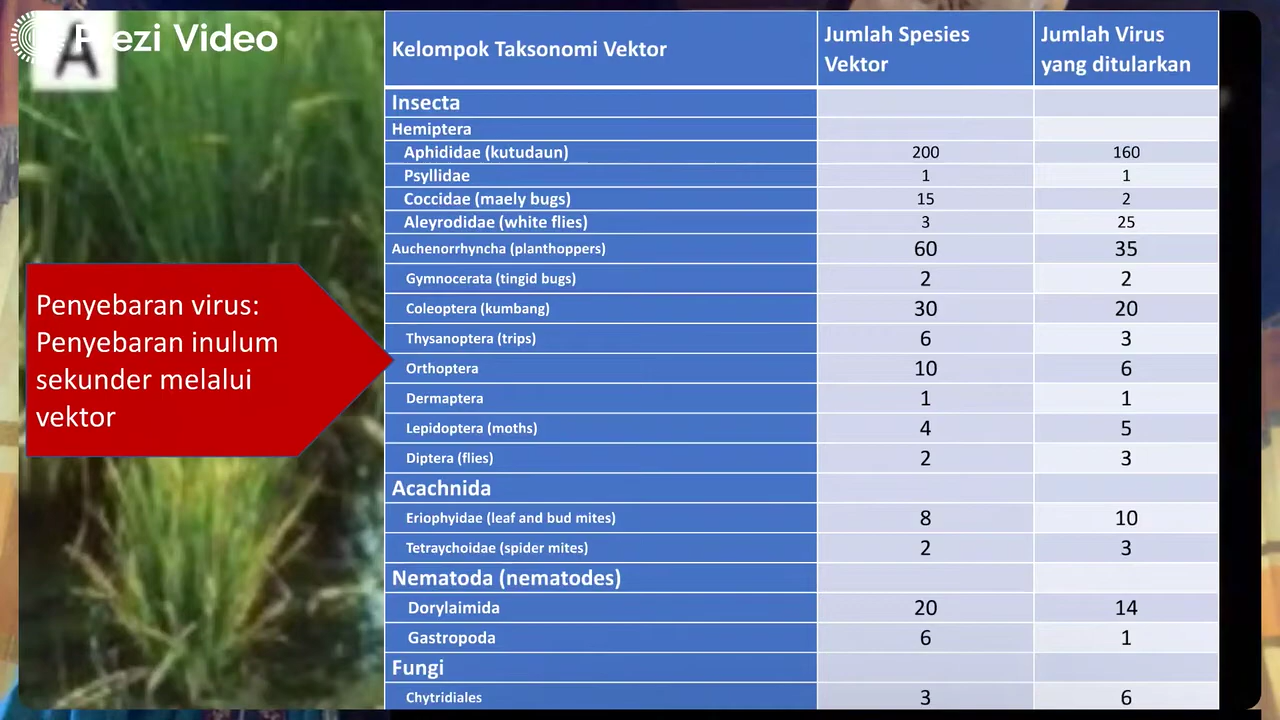 A
Prezi Video
Kelompok Taksonomi Vektor Jumlah Spesies Vektor Jumlah Virus yang ditularkan
Insecta
Hemiptera
Aphididae (kutudaun) 200 160
Psyllidae 1 1
Coccidae (maely bugs) 15 2
Aleyrodidae (white flies) 3 25
Auchenorrhyncha (planthoppers) 60 35
Gymnocerata (tingid bugs) 2 2
Coleoptera (kumbang) 30 20
Thysanoptera (trips) 6 3
Orthoptera 10 6
Dermaptera 1 1
Lepidoptera (moths) 4 5
Diptera (flies) 2 3
Acachnida
Eriophyidae (leaf and bud mites) 8 10
Tetraychoidae (spider mites) 2 3
Nematoda (nematodes)
Dorylaimida 20 14
Gastropoda 6 1
Fungi
Chytridiales 3 6
Penyebaran virus:
Penyebaran inulum
sekunder melalui
vektor